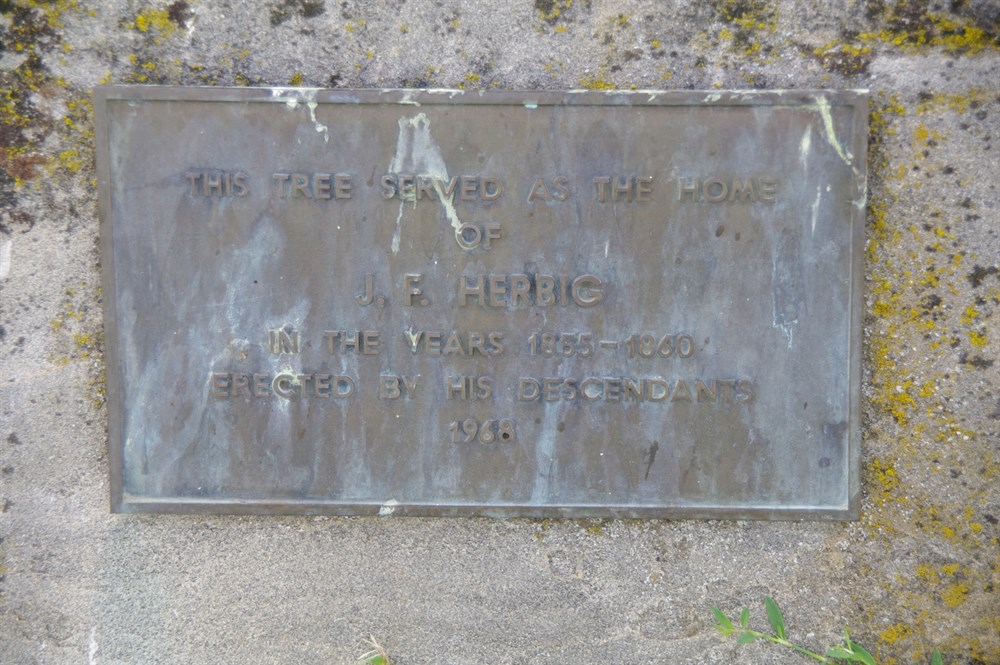 THIS TREE SERVED AS THE HOME
OF
J. F. HERBIG
IN THE YEARS 1855-1860
ERECTED BY HIS DESCENDANTS
1968